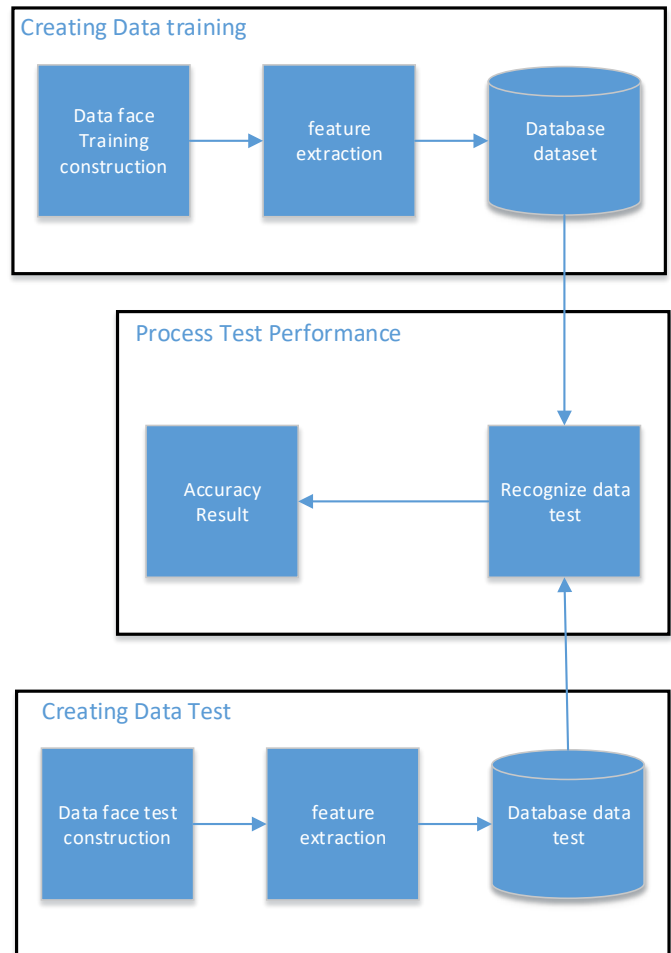 Creating Data training
Data face
Training
construction
feature
extraction
Database
dataset
Process Test Performance
Accuracy
Result
Recognize data
test
Creating Data Test
Data face test
construction
feature
extraction
Database data
test